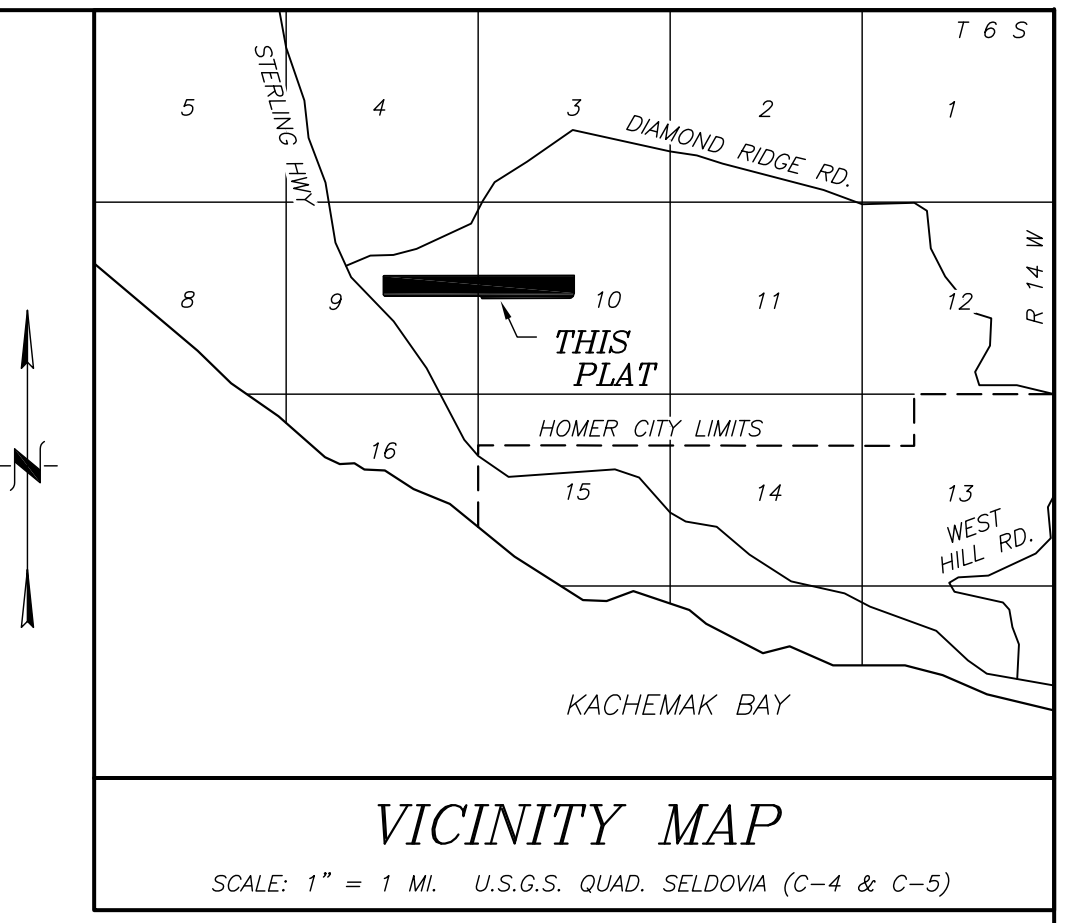 T 6 S
STERLING HWY
5
4
3
2
1
DIAMOND RIDGE RD.
R 14 W
8
9
10
11
12
THIS
PLAT
HOMER CITY LIMITS
16
15
14
13
WEST
HILL RD.
N
KACHEMAK BAY
VICINITY MAP
SCALE: 1" = 1 MI. U.S.G.S. QUAD. SELDOVIA (C-4 & C-5)